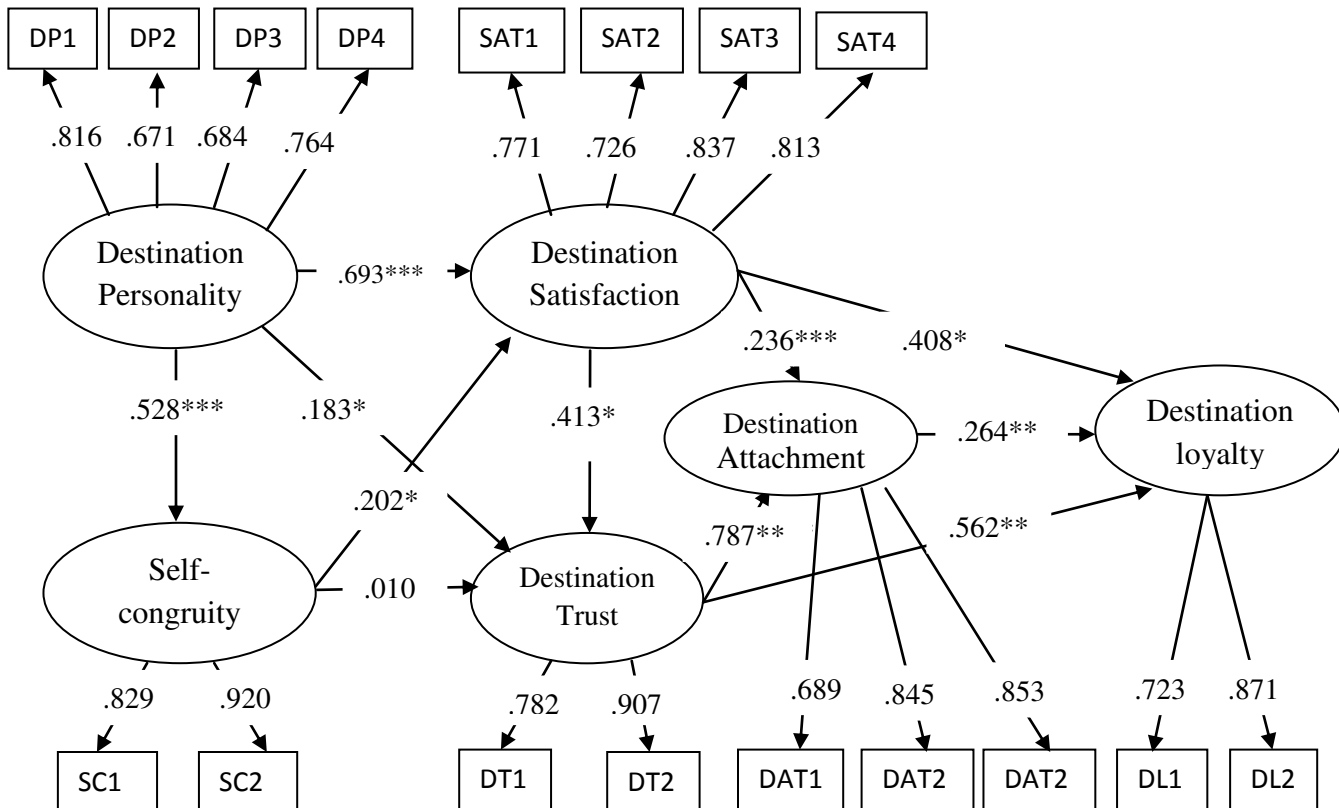 DP1 DP2 DP3 DP4 SAT1 SAT2 SAT3 SAT4
.816 .671 .684 .764 .771 .726 .837 .813
Destination
Personality
.693***
Destination
Satisfaction
.236***
.408*
.528***
.183*
.413*
Destination
Attachment
.264**
Destination
loyalty
.202*
.787**
.562**
Self-
congruity
.010
Destination
Trust
.829 .920 .782 .907 .689 .845 .853 .723 .871
SC1 SC2 DT1 DT2 DAT1 DAT2 DAT2 DL1 DL2